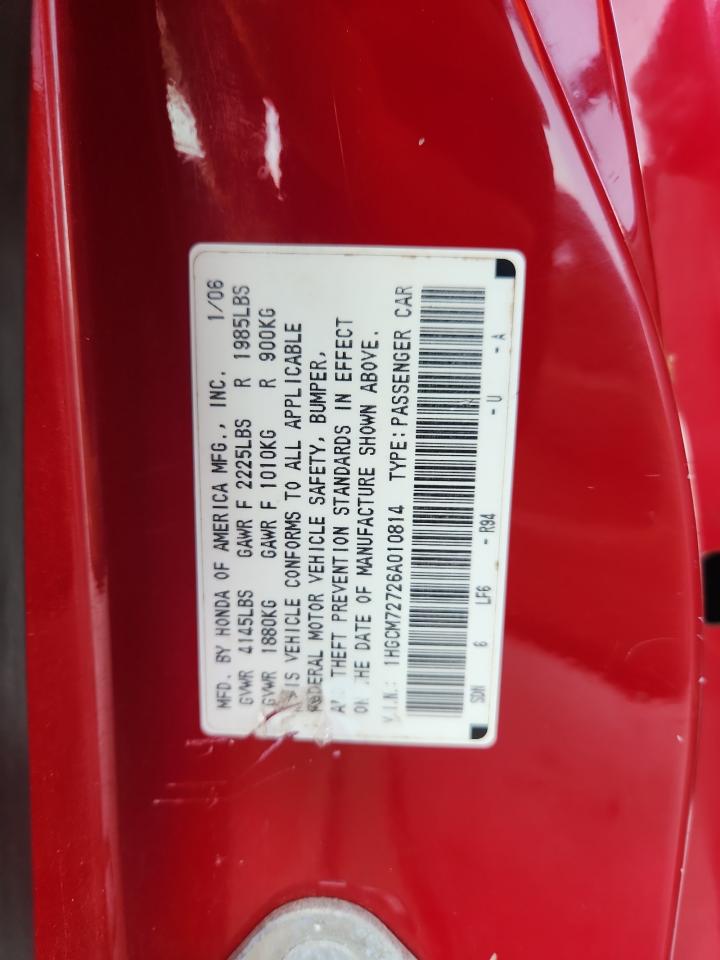 MFD. BY HONDA OF AMERICA MFG., INC. 1/06
GVWR 4145LBS GAWR F 2225LBS R 1985LBS
GVWR 1880KG GAWR F 1010KG R 900KG
IS VEHICLE CONFORMS TO ALL APPLICABLE
FEDERAL MOTOR VEHICLE SAFETY, BUMPER,
AND THEFT PREVENTION STANDARDS IN EFFECT
ON THE DATE OF MANUFACTURE SHOWN ABOVE.
V.I.N.: 1HGCM72726A010814 TYPE: PASSENGER CAR
SDN 6 LF6 - R94 - U - A